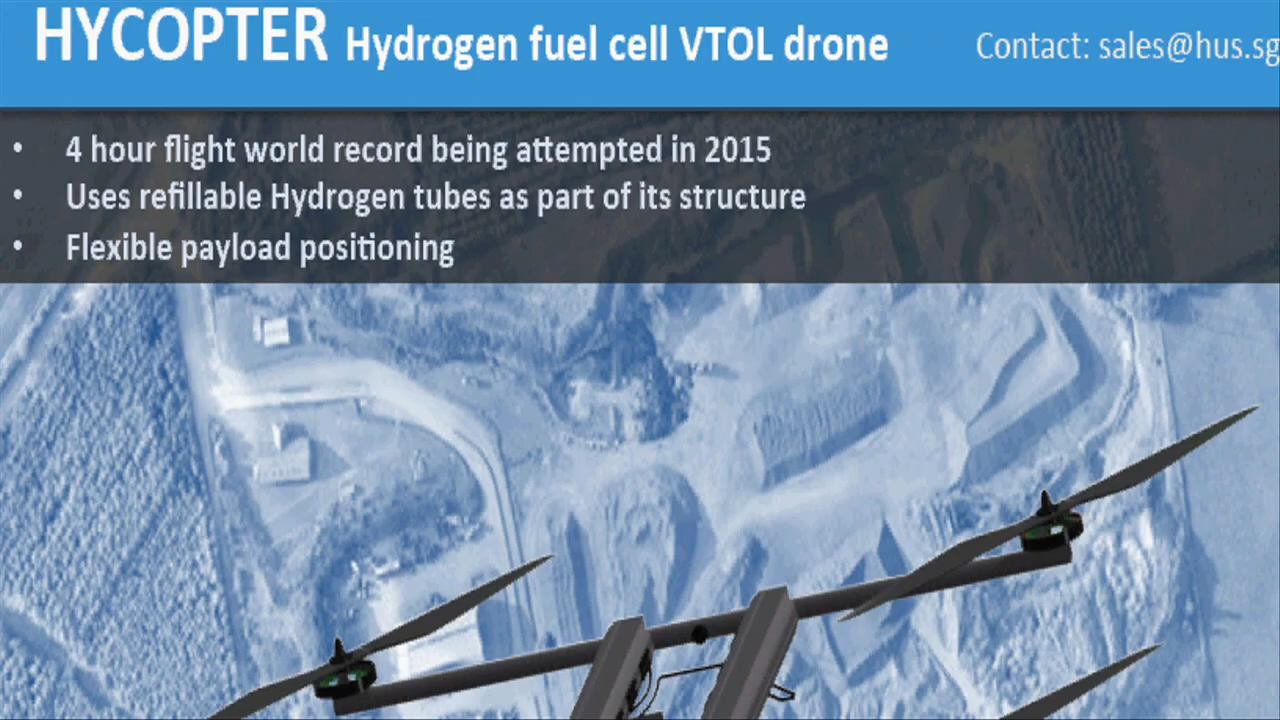 HYCOPTER Hydrogen fuel cell VTOL drone
Contact: sales@hus.sg
• 4 hour flight world record being attempted in 2015
• Uses refillable Hydrogen tubes as part of its structure
• Flexible payload positioning